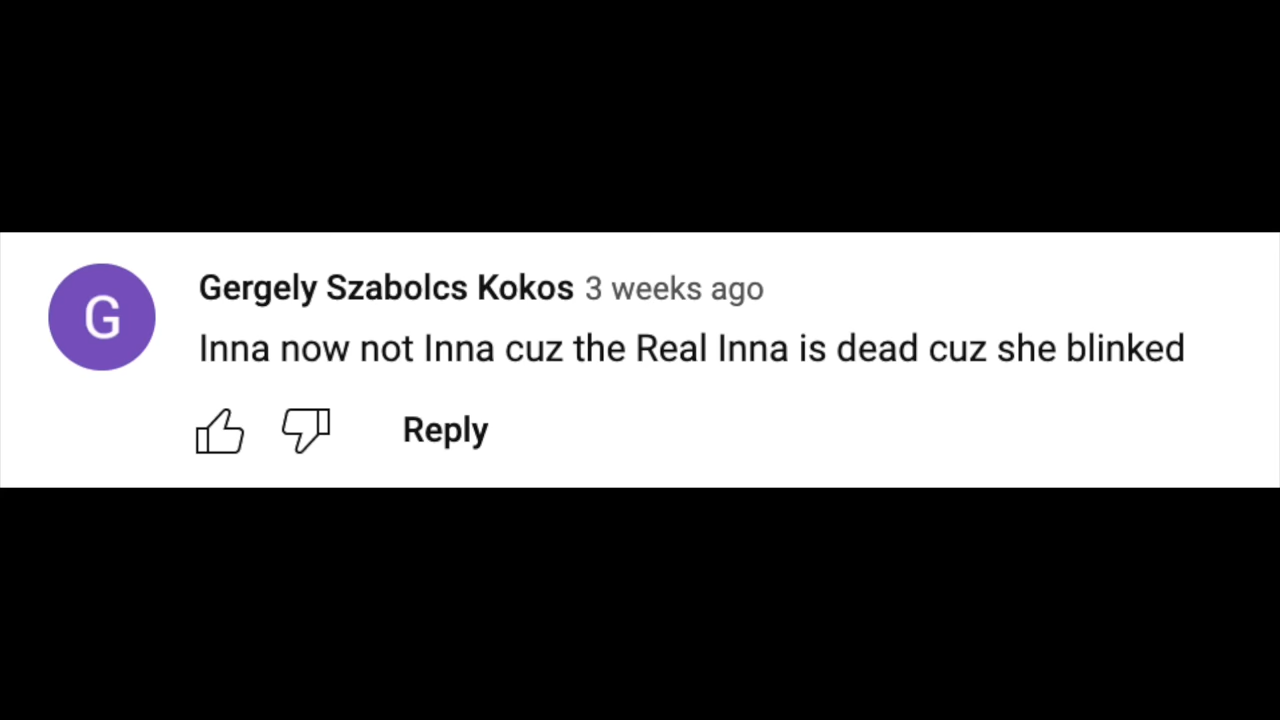 G
Gergely Szabolcs Kokos 3 weeks ago
Inna now not Inna cuz the Real Inna is dead cuz she blinked
Reply